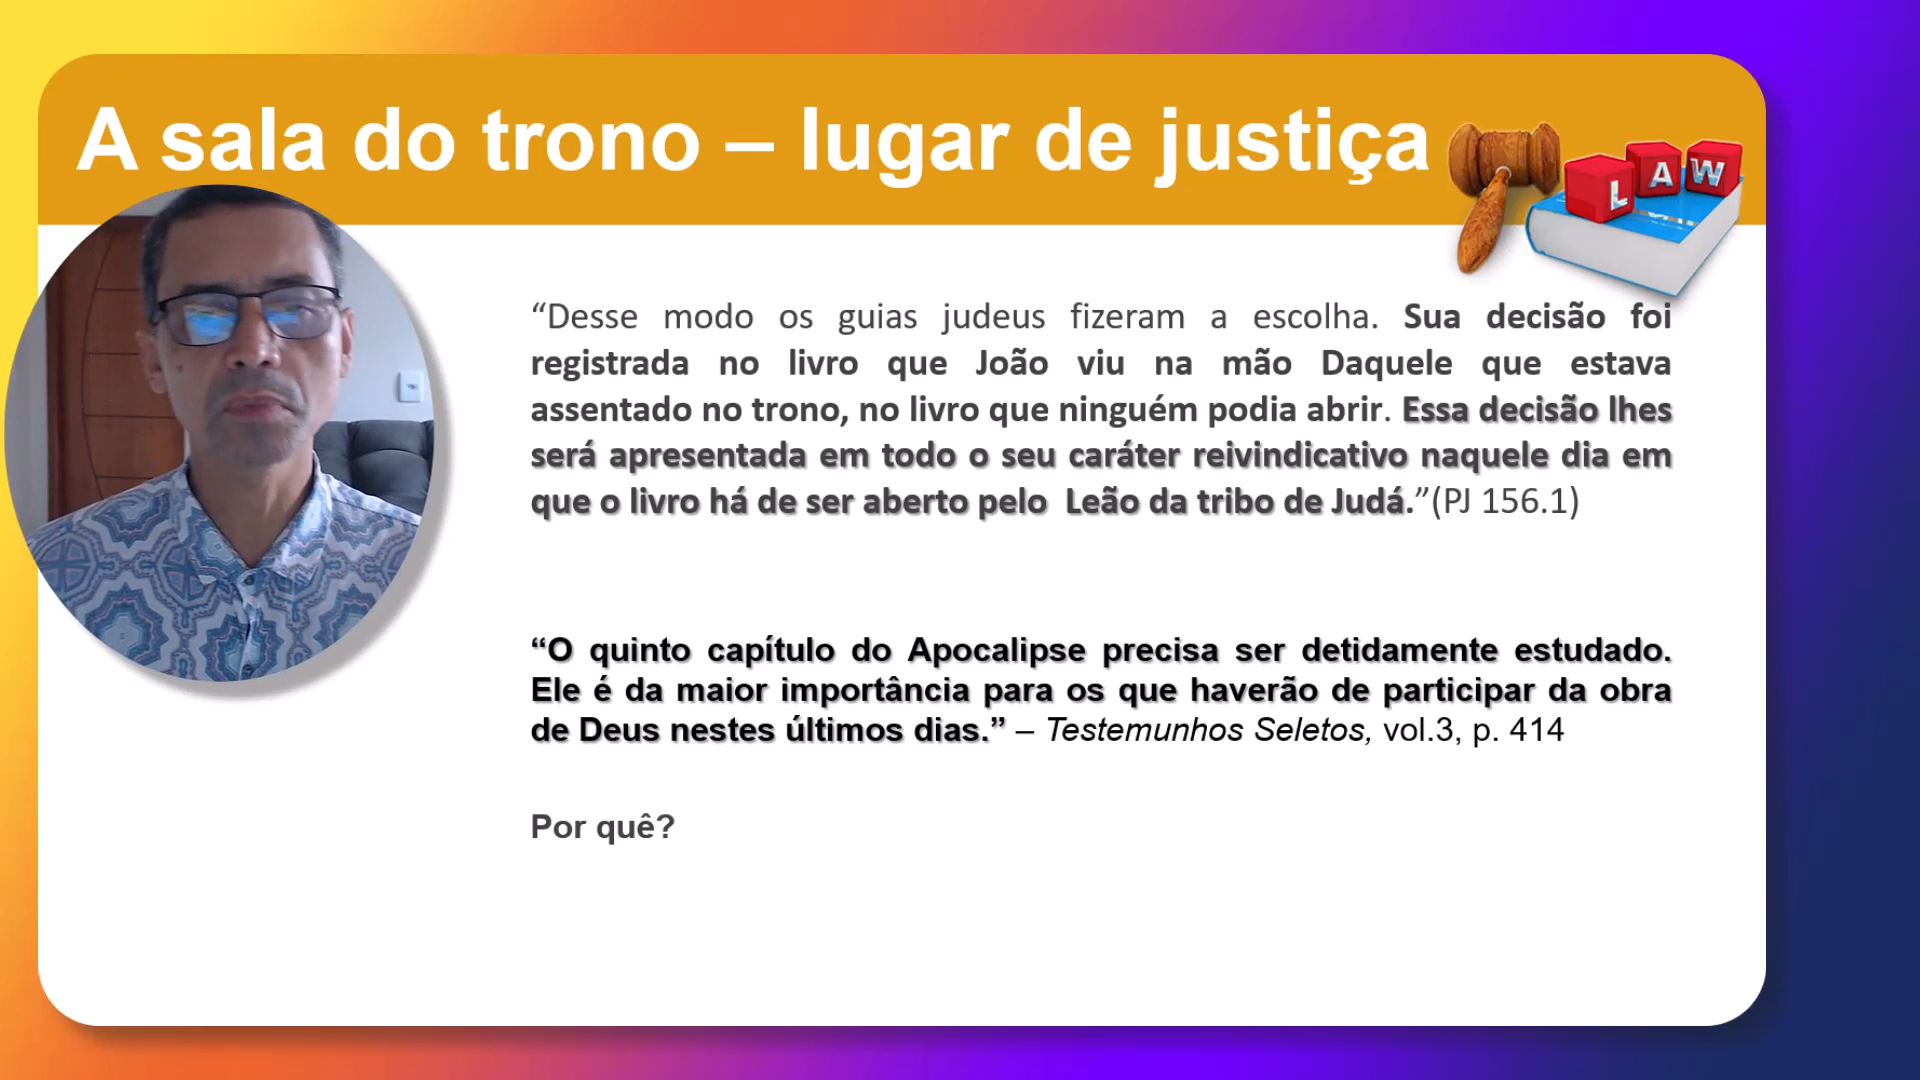 A sala do trono – lugar de justiça
L A W
“Desse modo os guias judeus fizeram a escolha. Sua decisão foi
registrada no livro que João viu na mão Daquele que estava
assentado no trono, no livro que ninguém podia abrir. Essa decisão lhes
será apresentada em todo o seu caráter reivindicativo naquele dia em
que o livro há de ser aberto pelo Leão da tribo de Judá.”(PJ 156.1)
“O quinto capítulo do Apocalipse precisa ser detidamente estudado.
Ele é da maior importância para os que haverão de participar da obra
de Deus nestes últimos dias.” – Testemunhos Seletos, vol.3, p. 414
Por quê?